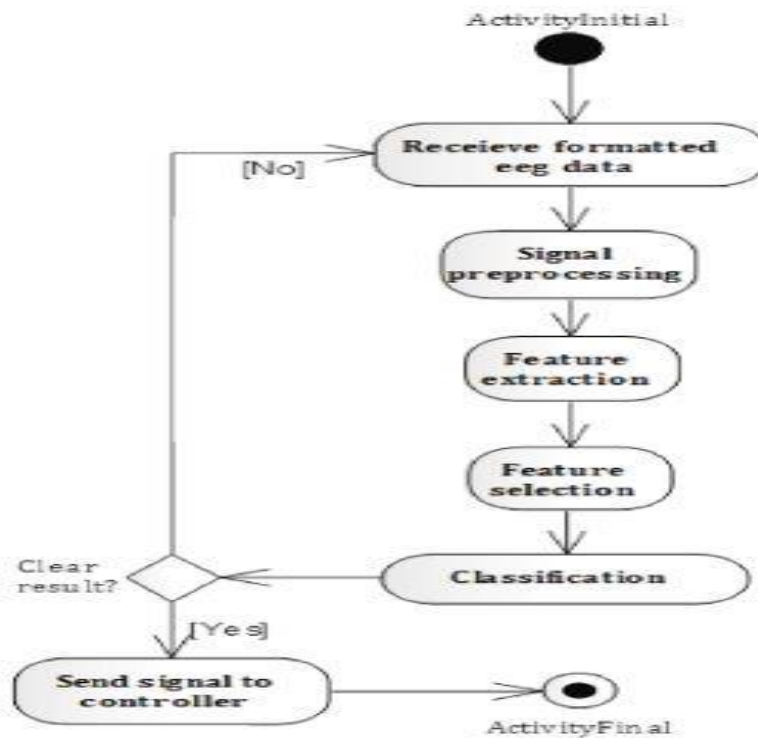 ActivityInitial
Receieve formatted
eeg data
[No]
Signal
preprocessing
Feature
extraction
Feature
selection
Clear
result?
Classification
[Yes]
Send signal to
controller
ActivityFinal